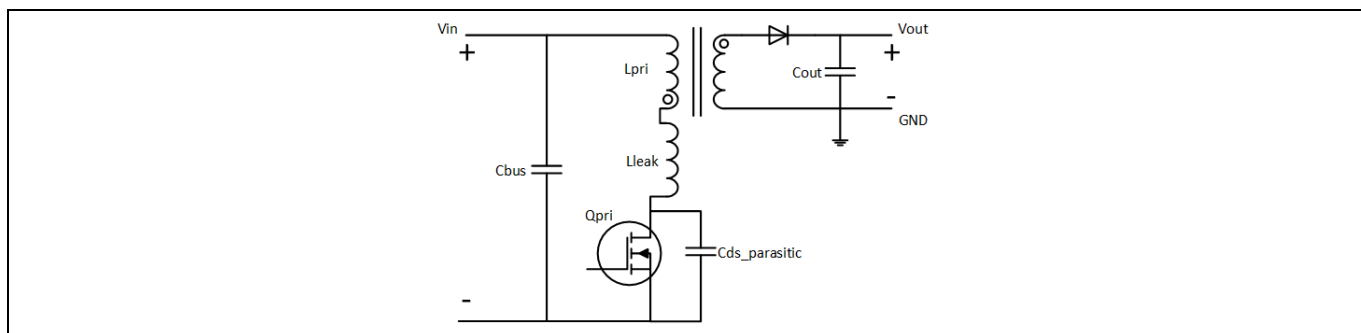 Vin
+
Vout
+
Lpri
Cout
-
GND
Cbus
Lleak
Qpri
Cds_parasitic
-